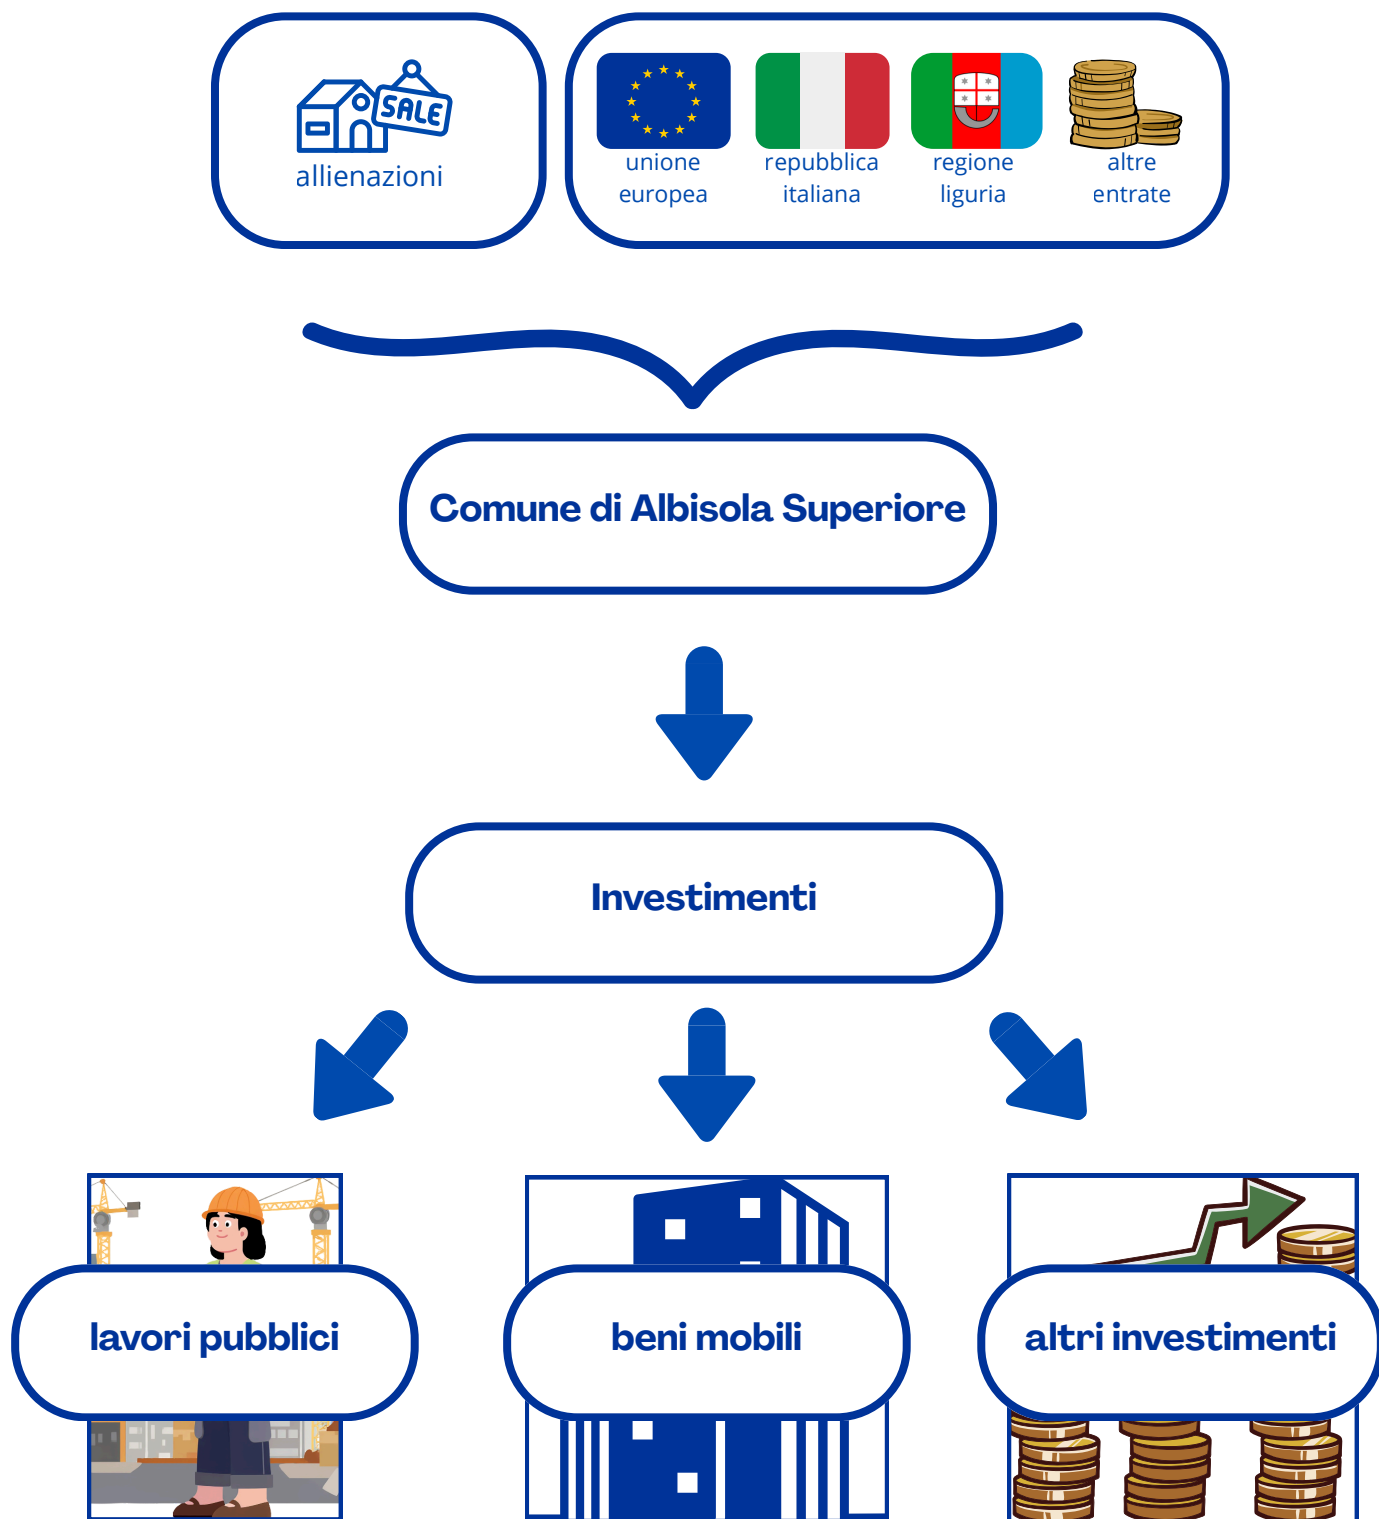 SALE
allienazioni
unione
europea
repubblica
italiana
regione
liguria
altre
entrate
Comune di Albisola Superiore
Investimenti
lavori pubblici
beni mobili
altri investimenti